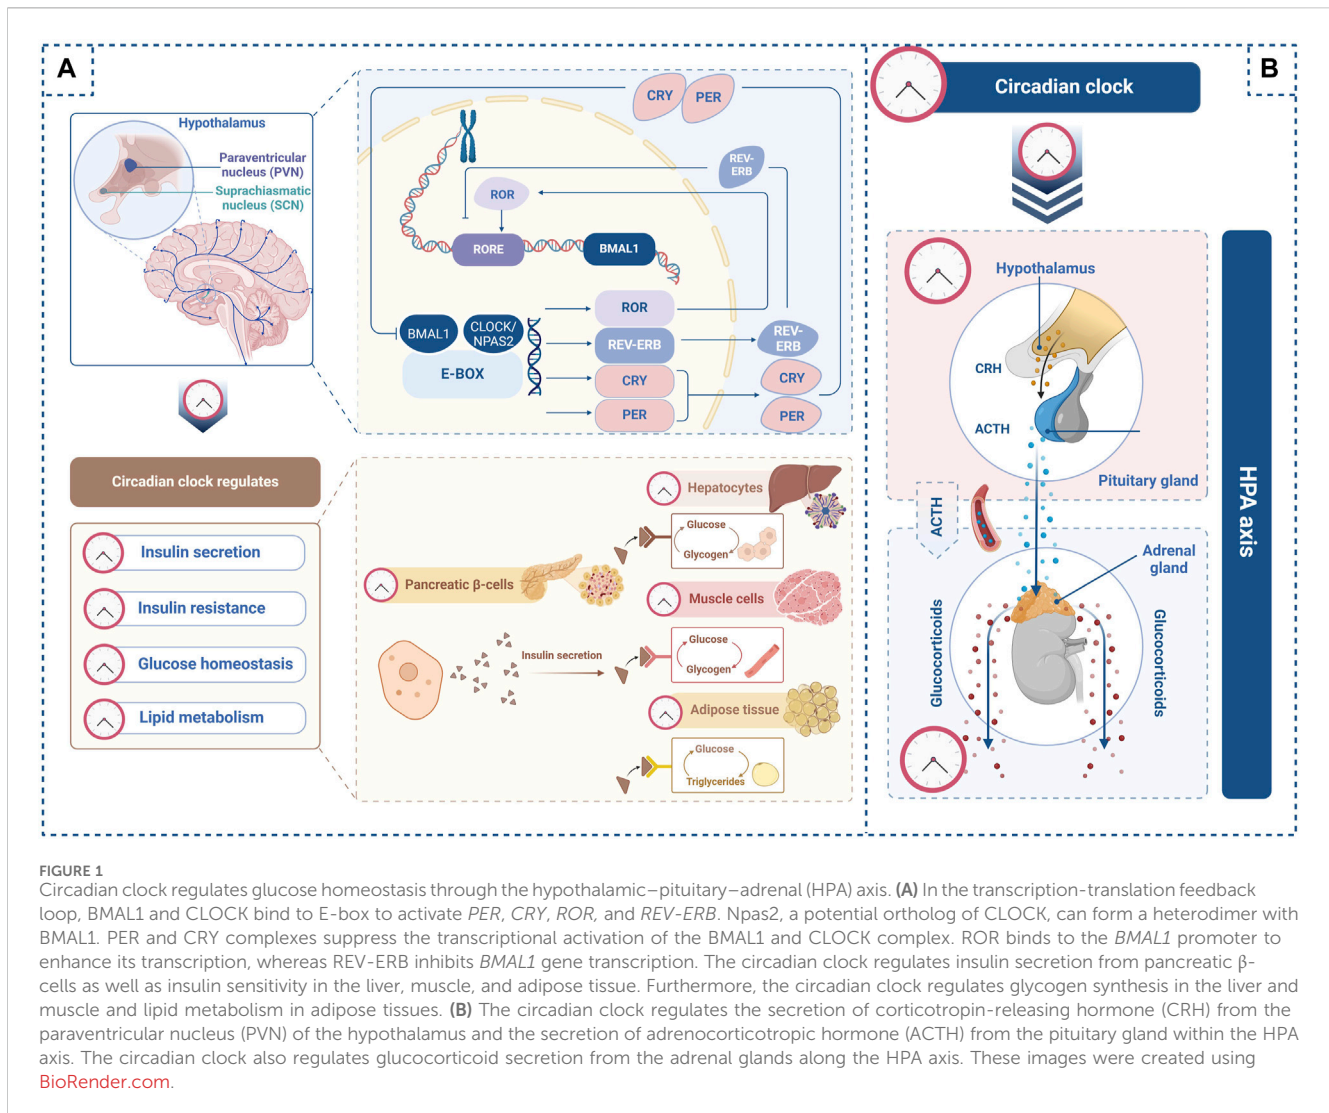 A
Hypothalamus
Paraventricular
nucleus (PVN)
Suprachiasmatic
nucleus (SCN)
CRY
PER
REV-
ERB
ROR
RORE
BMAL1
BMAL1
CLOCK/
NPAS2
E-BOX
ROR
REV-ERB
CRY
PER
REV-
ERB
CRY
PER
Circadian clock regulates
Insulin secretion
Insulin resistance
Glucose homeostasis
Lipid metabolism
Pancreatic β-cells
Insulin secretion
Hepatocytes
Glucose
Glycogen
Muscle cells
Glucose
Glycogen
Adipose tissue
Glucose
Triglycerides
B
Circadian clock
Hypothalamus
CRH
ACTH
Pituitary gland
ACTH
Adrenal
gland
Glucocorticoids
Glucocorticoids
HPA axis
FIGURE 1
Circadian clock regulates glucose homeostasis through the hypothalamic–pituitary–adrenal (HPA) axis. (A) In the transcription-translation feedback
loop, BMAL1 and CLOCK bind to E-box to activate PER, CRY, ROR, and REV-ERB. Npas2, a potential ortholog of CLOCK, can form a heterodimer with
BMAL1. PER and CRY complexes suppress the transcriptional activation of the BMAL1 and CLOCK complex. ROR binds to the BMAL1 promoter to
enhance its transcription, whereas REV-ERB inhibits BMAL1 gene transcription. The circadian clock regulates insulin secretion from pancreatic β-
cells as well as insulin sensitivity in the liver, muscle, and adipose tissue. Furthermore, the circadian clock regulates glycogen synthesis in the liver and
muscle and lipid metabolism in adipose tissues. (B) The circadian clock regulates the secretion of corticotropin-releasing hormone (CRH) from the
paraventricular nucleus (PVN) of the hypothalamus and the secretion of adrenocorticotropic hormone (ACTH) from the pituitary gland within the HPA
axis. The circadian clock also regulates glucocorticoid secretion from the adrenal glands along the HPA axis. These images were created using
BioRender.com.